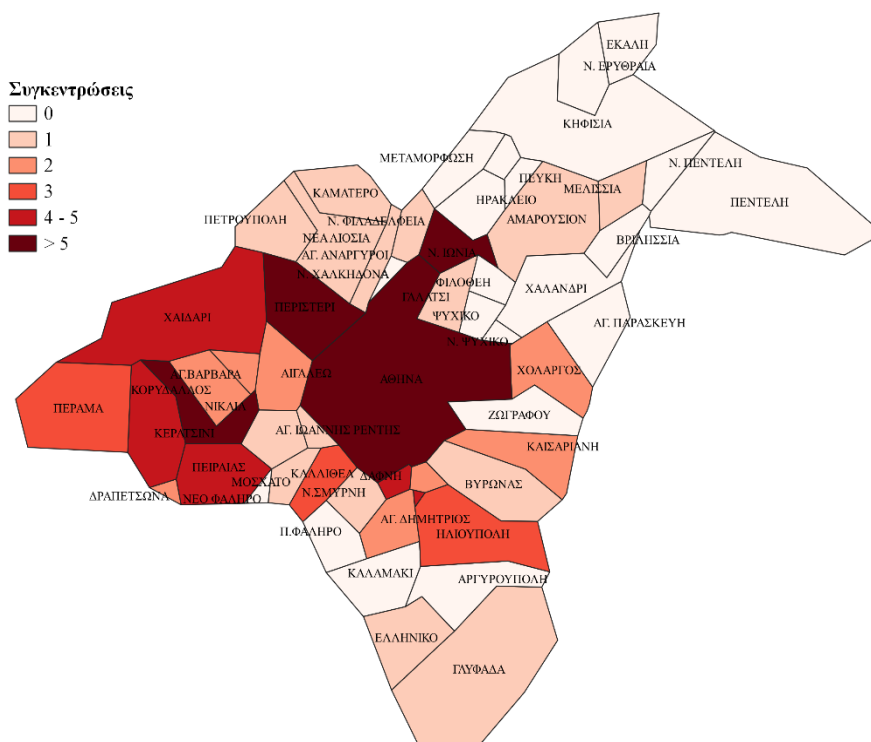 Συγκεντρώσεις
0
1
2
3
4 - 5
> 5
ΕΚΑΛΗ
Ν. ΕΡΥΘΡΑΙΑ
ΚΗΦΙΣΙΑ
ΜΕΤΑΜΟΡΦΩΣΗ
Ν. ΠΕΝΤΕΛΗ
ΠΕΥΚΗ
ΜΕΛΙΣΣΙΑ
ΠΕΝΤΕΛΗ
ΗΡΑΚΛΕΙΟ
ΚΑΜΑΤΕΡΟ
ΠΕΤΡΟΥΠΟΛΗ
Ν. ΦΙΛΑΔΕΛΦΕΙΑ
ΑΜΑΡΟΥΣΙΟΝ
ΝΕΑ ΛΙΟΣΙΑ
ΒΡΙΛΗΣΣΙΑ
ΑΓ. ΑΝΑΡΓΥΡΟΙ
Ν. ΙΩΝΙΑ
Ν. ΧΑΛΚΗΔΟΝΑ
ΦΙΛΟΘΕΗ
ΧΑΛΑΝΔΡΙ
ΓΑΛΑΤΣΙ
ΠΕΡΙΣΤΕΡΙ
ΧΑΙΔΑΡΙ
ΨΥΧΙΚΟ
ΑΓ. ΠΑΡΑΣΚΕΥΗ
Ν. ΨΥΧΙΚΟ
ΧΟΛΑΡΓΟΣ
ΑΓ.ΒΑΡΒΑΡΑ
ΑΙΓΑΛΕΩ
ΑΘΗΝΑ
ΚΟΡΥΔΑΛΛΟΣ
ΠΕΡΑΜΑ
ΝΙΚΑΙΑ
ΖΩΓΡΑΦΟΥ
ΚΕΡΑΤΣΙΝΙ
ΑΓ. ΙΩΑΝΝΗΣ ΡΕΝΤΗΣ
ΚΑΙΣΑΡΙΑΝΗ
ΠΕΙΡΑΙΑΣ
ΚΑΛΛΙΘΕΑ
ΔΑΦΝΗ
ΒΥΡΩΝΑΣ
ΜΟΣΧΑΤΟ
ΔΡΑΠΕΤΣΩΝΑ
ΝΕΟ ΦΑΛΗΡΟ
Ν.ΣΜΥΡΝΗ
ΑΓ. ΔΗΜΗΤΡΙΟΣ
Π.ΦΑΛΗΡΟ
ΗΛΙΟΥΠΟΛΗ
ΚΑΛΑΜΑΚΙ
ΑΡΓΥΡΟΥΠΟΛΗ
ΕΛΛΗΝΙΚΟ
ΓΛΥΦΑΔΑ